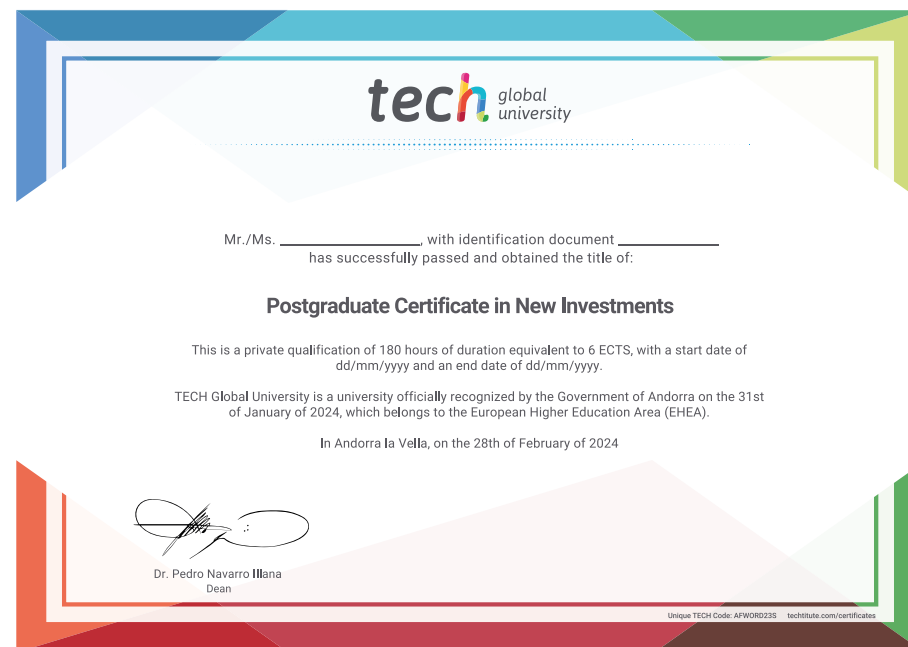 tech global university
Mr./Ms. ____________, with identification document ____________
has successfully passed and obtained the title of:
Postgraduate Certificate in New Investments
This is a private qualification of 180 hours of duration equivalent to 6 ECTS, with a start date of
dd/mm/yyyy and an end date of dd/mm/yyyy.
TECH Global University is a university officially recognized by the Government of Andorra on the 31st
of January of 2024, which belongs to the European Higher Education Area (EHEA).
In Andorra la Vella, on the 28th of February of 2024
Dr. Pedro Navarro Illana
Dean
Unique TECH Code: AFWORD23S techtitute.com/certificates